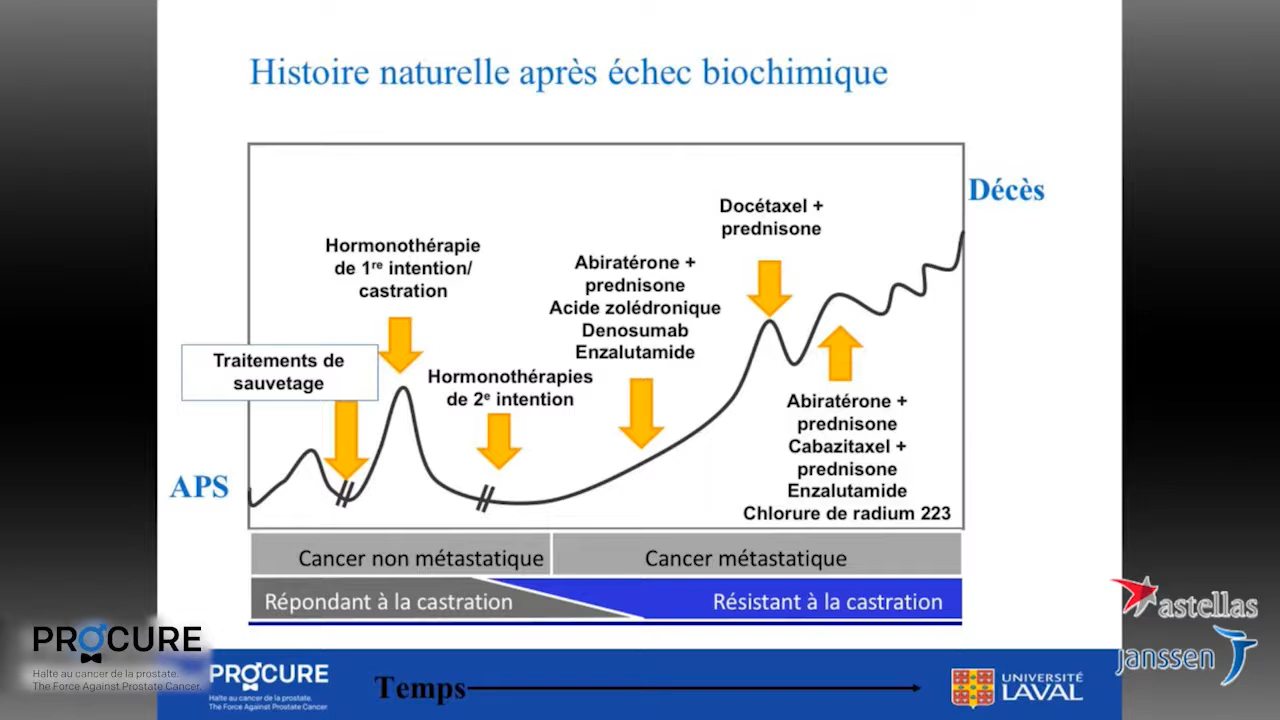 Histoire naturelle après échec biochimique
Décès
Docétaxel +
prednisone
Hormonothérapie
de 1re intention/
castration
Abiratérone +
prednisone
Acide zolédronique
Denosumab
Enzalutamide
Traitements de
sauvetage
Hormonothérapies
de 2e intention
Abiratérone +
prednisone
Cabazitaxel +
prednisone
Enzalutamide
Chlorure de radium 223
APS
Cancer non métastatique
Cancer métastatique
Répondant à la castration
Résistant à la castration
PROCURE
Halte au cancer de la prostate.
The Force Against Prostate Cancer.
PROCURE
Halte au cancer de la prostate.
The Force Against Prostate Cancer
Temps
UNIVERSITÉ
LAVAL
astellas
janssen